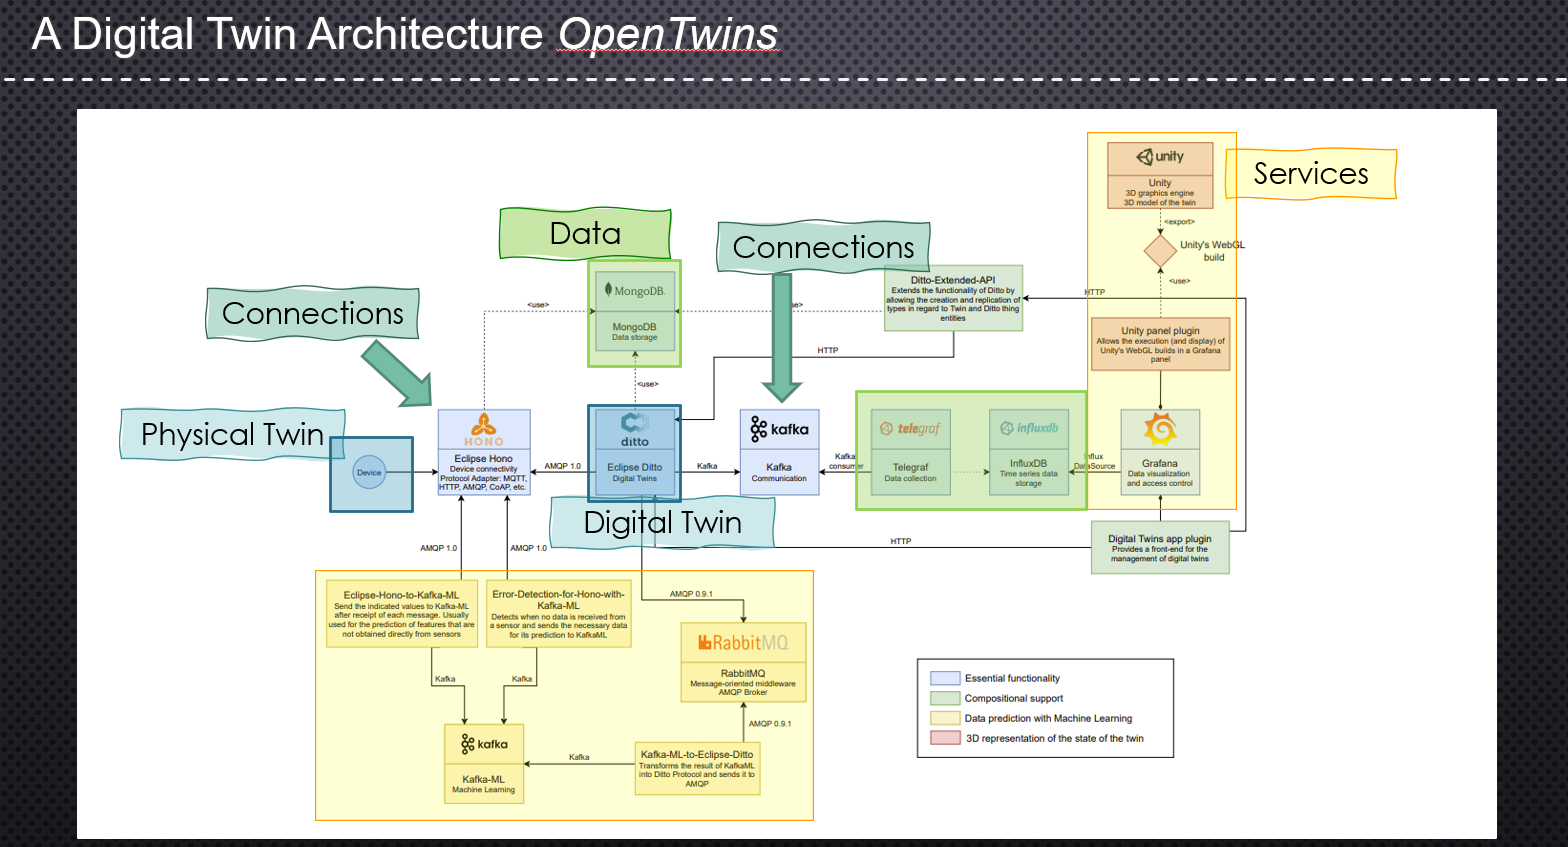 A Digital Twin Architecture OpenTwins
unity
Unity
3D graphics engine
3D model of the twin
Services
<export>
Unity's WebGL
build
<use>
Data
Connections
MongoDB.
MongoDB
Data storage
<use>
Ditto-Extended-API
Extends the functionality of Ditto by
allowing the creation and replication of
types in regard to Twin and Ditto thing
entities
HTTP
Connections
Unity panel plugin
Allows the execution (and display) of
Unity's WebGL builds in a Grafana
panel
HTTP
<use>
Physical Twin
Device
HONO
Eclipse Hono
Device connectivity
Protocol Adapter: MQTT,
HTTP, AMQP, CoAP, etc.
AMQP 1.0
ditto
Eclipse Ditto
Digital Twins
Kafka
kafka
Kafka
Communication
Kafka
consumer
telegraf
Telegraf
Data collection
influxdb
InfluxDB
Time series data
storage
Influx
DataSource
Grafana
Data visualization
and access control
Digital Twin
AMQP 1.0
AMQP 1.0
HTTP
Digital Twins app plugin
Provides a front-end for the
management of digital twins
Eclipse-Hono-to-Kafka-ML
Send the indicated values to Kafka-ML
after receipt of each message. Usually
used for the prediction of features that are
not obtained directly from sensors
Error-Detection-for-Hono-with-
Kafka-ML
Detects when no data is received from
a sensor and sends the necessary data
for its prediction to KafkaML
AMQP 0.9.1
RabbitMQ
RabbitMQ
Message-oriented middleware
AMQP Broker
Kafka
Kafka
AMQP 0.9.1
kafka
Kafka-ML
Machine Learning
Kafka
Kafka-ML-to-Eclipse-Ditto
Transforms the result of KafkaML
into Ditto Protocol and sends it to
AMQP
Essential functionality
Compositional support
Data prediction with Machine Learning
3D representation of the state of the twin